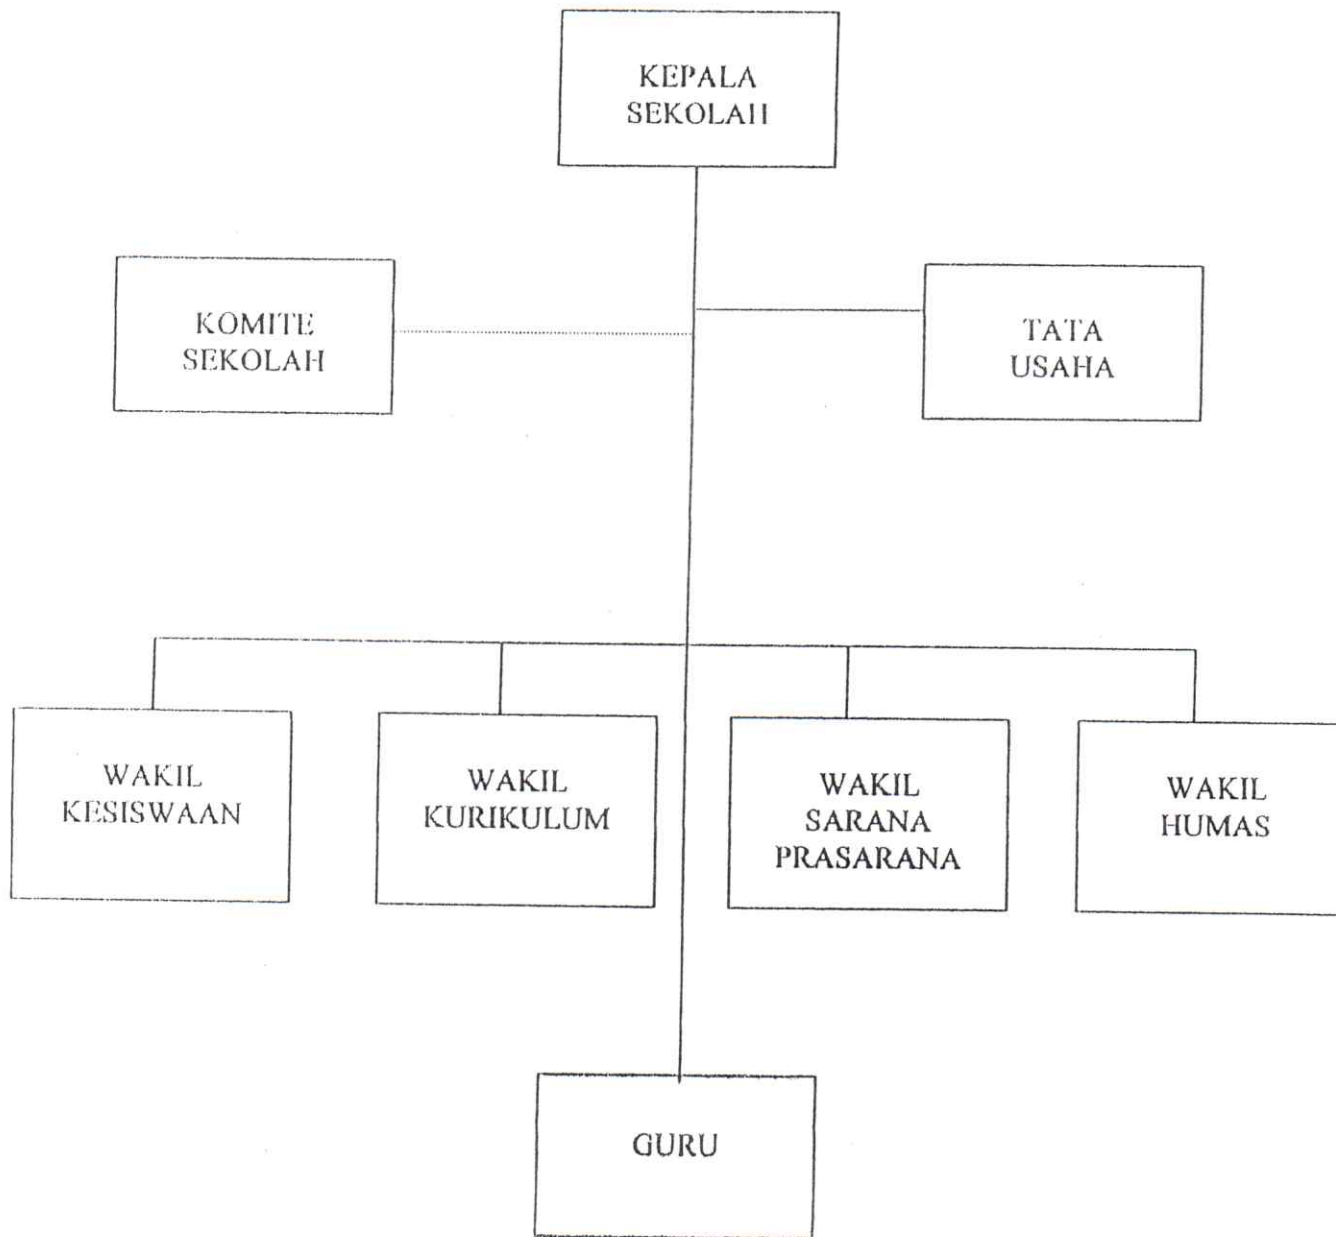 KEPALA
SEKOLAH
KOMITE
SEKOLAH
TATA
USAHA
WAKIL
KESISWAAN
WAKIL
KURIKULUM
WAKIL
SARANA
PRASARANA
WAKIL
HUMAS
GURU